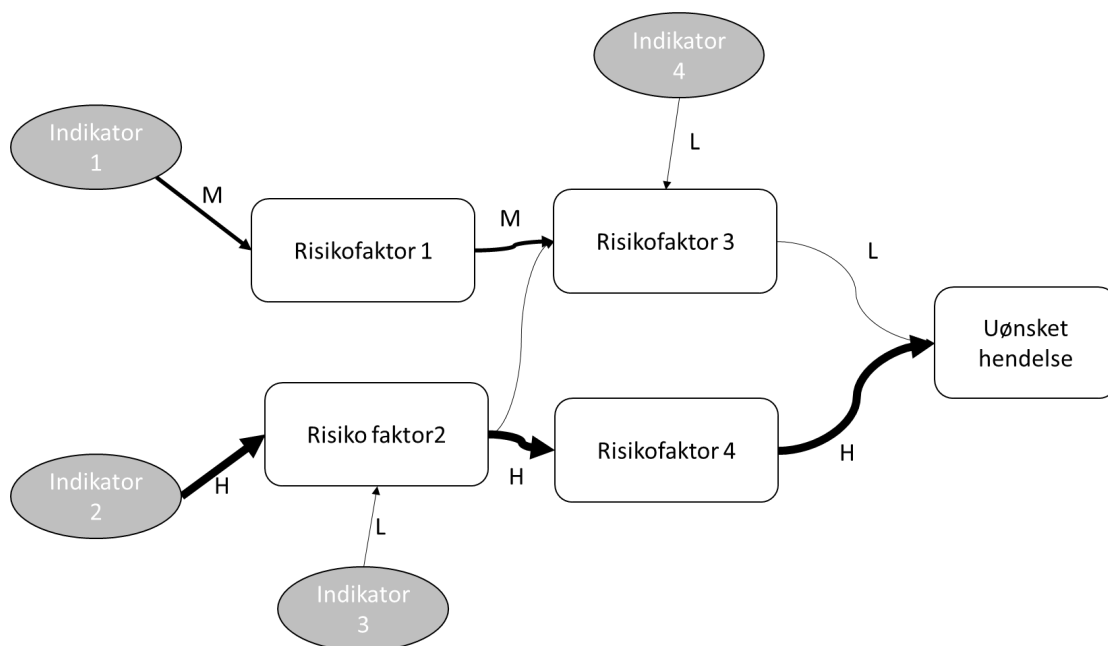 Indikator
4
Indikator
1
L
M
M
Risikofaktor 1
Risikofaktor 3
L
Uønsket
hendelse
Risiko faktor2
Risikofaktor 4
H
H
H
Indikator
2
L
Indikator
3